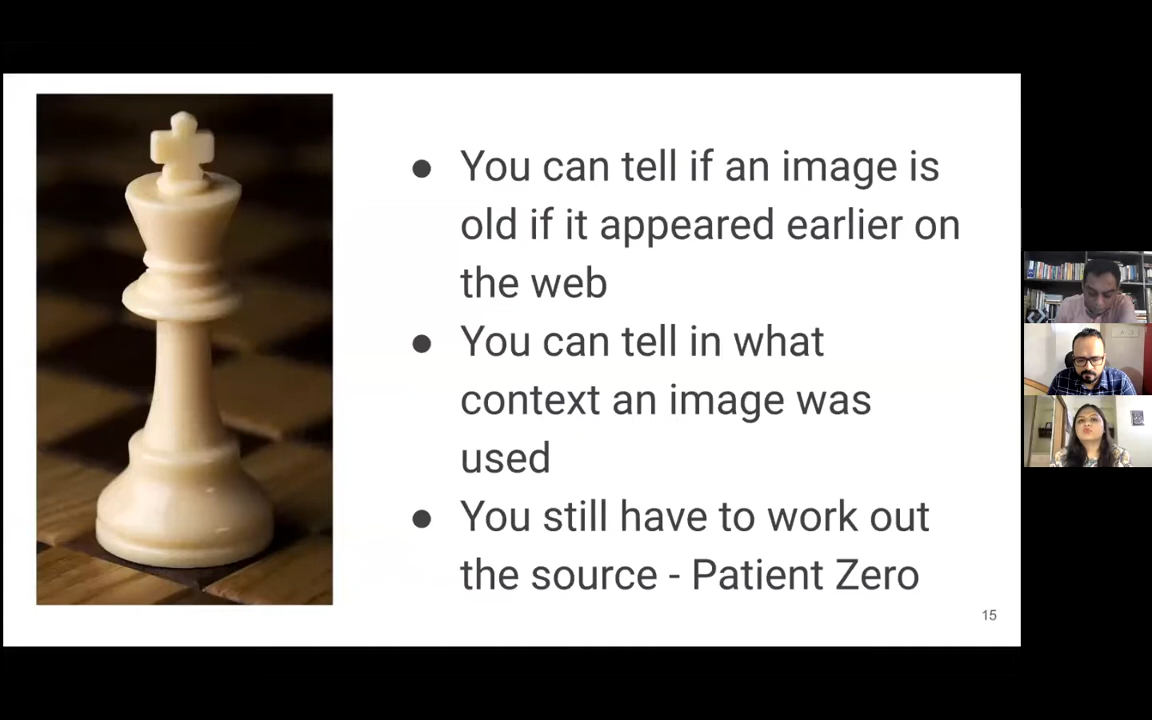 ● You can tell if an image is
old if it appeared earlier on
the web
● You can tell in what
context an image was
used
● You still have to work out
the source - Patient Zero
15